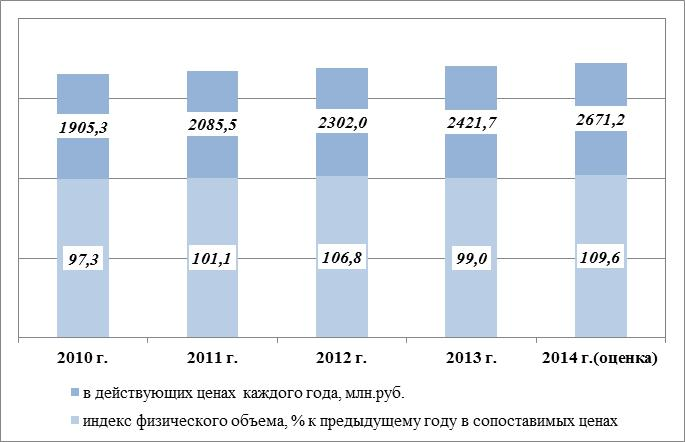 1905,3 2085,5 2302,0 2421,7 2671,2
97,3 101,1 106,8 99,0 109,6
2010 г. 2011 г. 2012 г. 2013 г. 2014 г.(оценка)
в действующих ценах каждого года, млн.руб.
индекс физического объема, % к предыдущему году в сопоставимых ценах